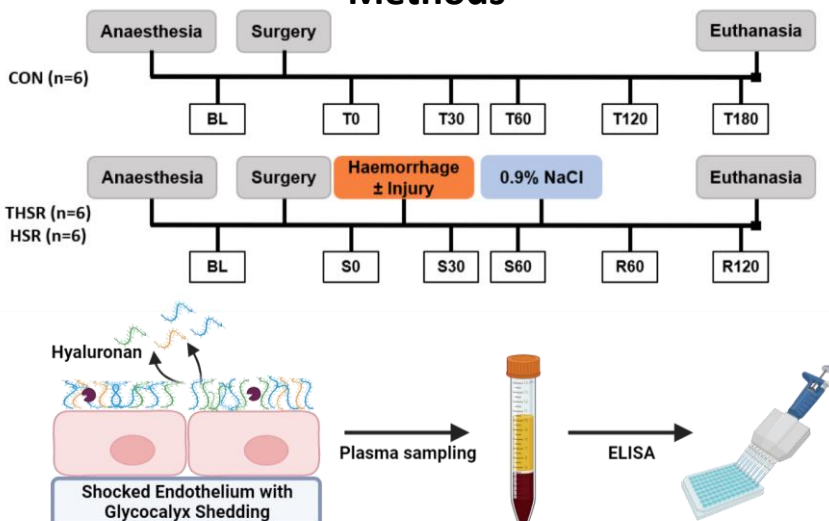 Methods
Anaesthesia
Surgery
Euthanasia
CON (n=6)
BL
T0
T30
T60
T120
T180
Anaesthesia
Surgery
Haemorrhage
± Injury
0.9% NaCl
Euthanasia
THSR (n=6)
HSR (n=6)
BL
S0
S30
S60
R60
R120
Hyaluronan
Plasma sampling
ELISA
Shocked Endothelium with
Glycocalyx Shedding